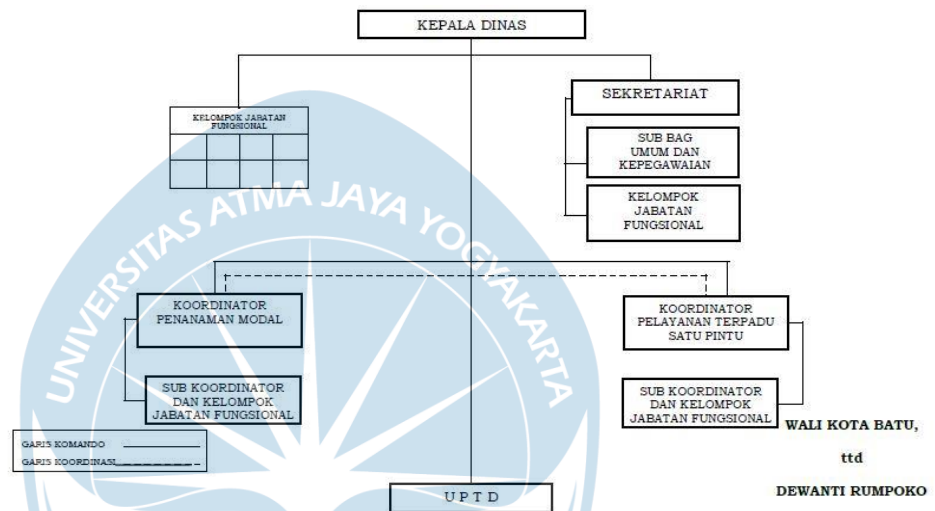 KEPALA DINAS
KELOMPOK JABATAN
FUNGSIONAL
SEKRETARIAT
SUB BAG
UMUM DAN
KEPEGAWAIAN
KELOMPOK
JABATAN
FUNGSIONAL
UNIVERSITAS ATMA JAYA YOGYAKARTA
KOORDINATOR
PENANAMAN MODAL
KOORDINATOR
PELAYANAN TERPADU
SATU PINTU
SUB KOORDINATOR
DAN KELOMPOK
JABATAN FUNGSIONAL
SUB KOORDINATOR
DAN KELOMPOK
JABATAN FUNGSIONAL
GARIS KOMANDO
GARIS KOORDINASI
WALI KOTA BATU,
ttd
DEWANTI RUMPOKO
U P T D